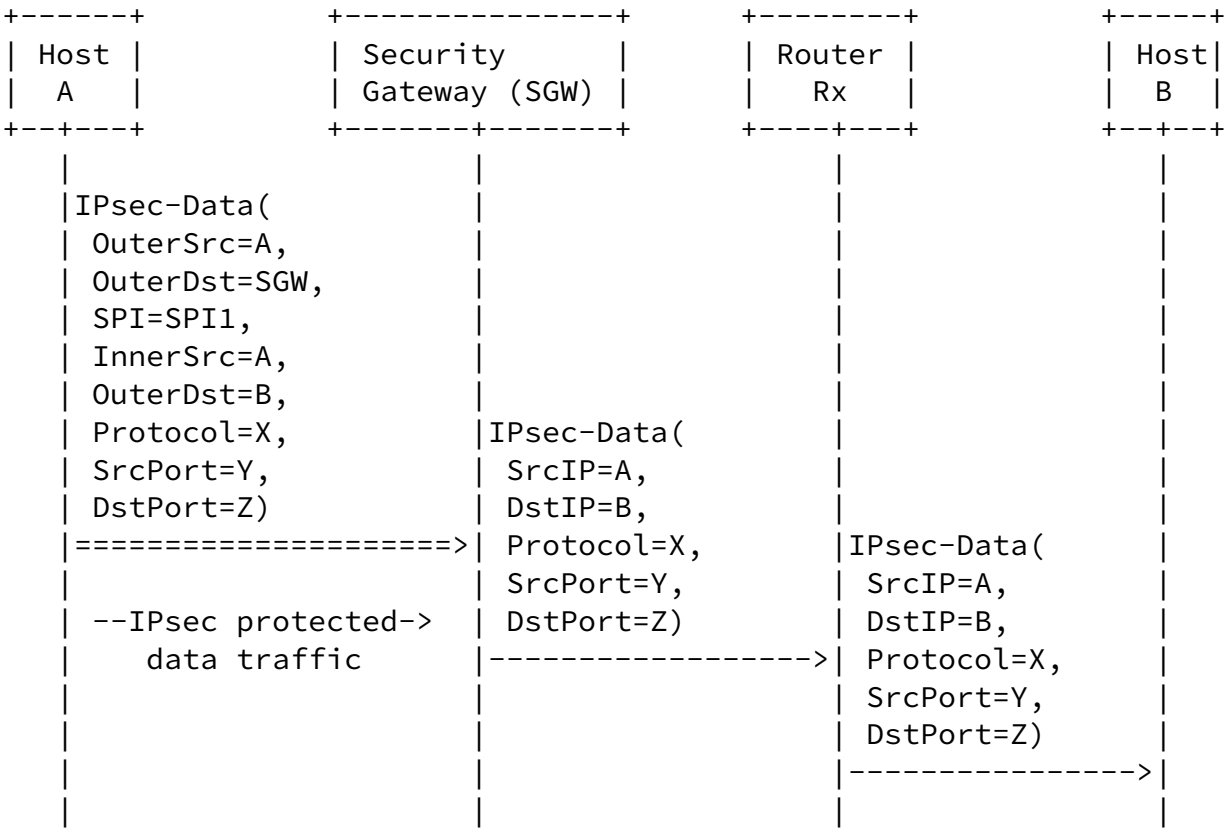 Host Security Router Host
A Gateway (SGW) Rx B
IPsec-Data(
OuterSrc=A,
OuterDst=SGW,
SPI=SPI1,
InnerSrc=A,
OuterDst=B,
Protocol=X, IPsec-Data(
SrcPort=Y, SrcIP=A,
DstPort=Z) DstIP=B,
=====================> Protocol=X, IPsec-Data(
SrcPort=Y, SrcIP=A,
--IPsec protected-> DstPort=Z) DstIP=B,
data traffic ------------------> Protocol=X,
SrcPort=Y,
DstPort=Z)
---------------->